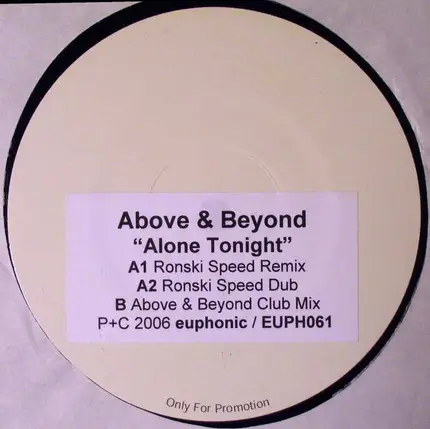 Above & Beyond
“Alone Tonight”
A1 Ronski Speed Remix
A2 Ronski Speed Dub
B Above & Beyond Club Mix
P+C 2006 euphonic / EUPH061
Only For Promotion